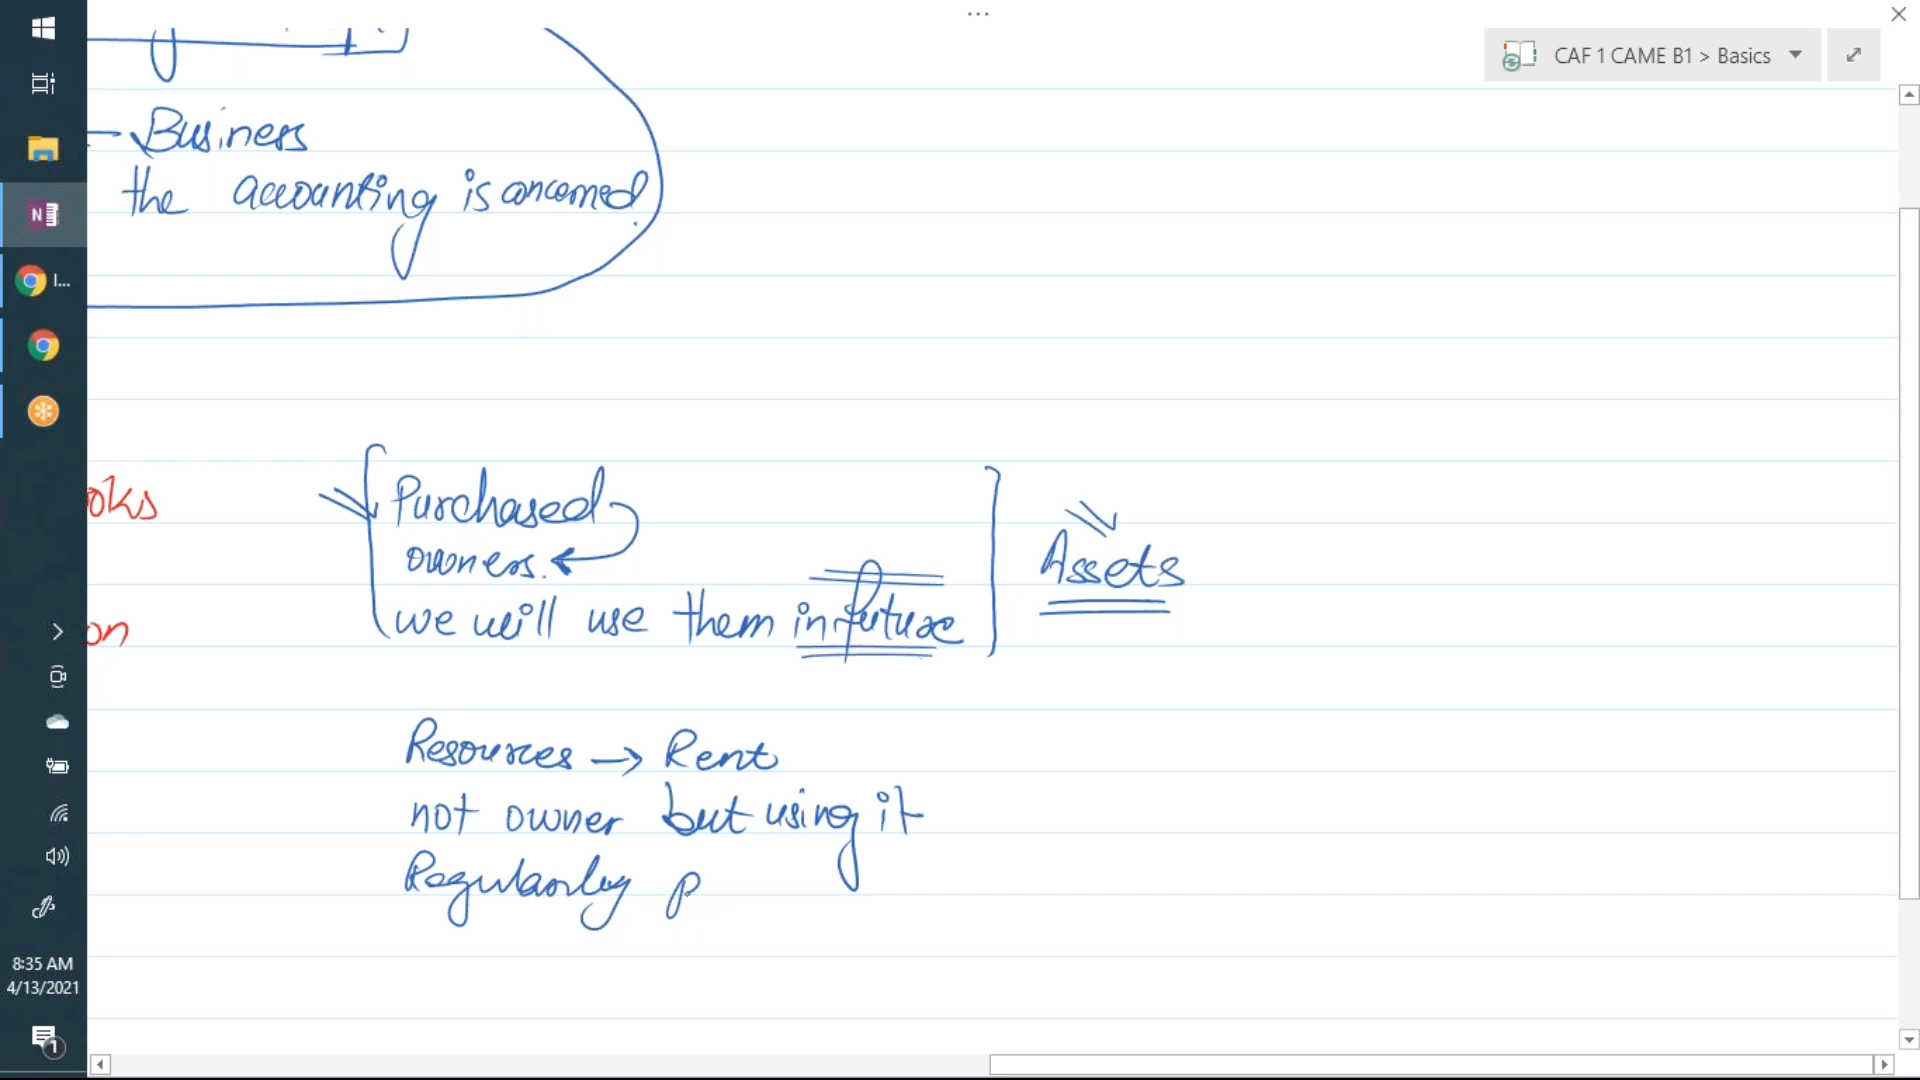 CAF 1 CAME B1 > Basics
Business
the accounting is concerned.
oks
Purchased
owners.
on
we will use them in future
Assets
Resources → Rent
not owner but using it
Regularly p
I...
8:35 AM
4/13/2021
1